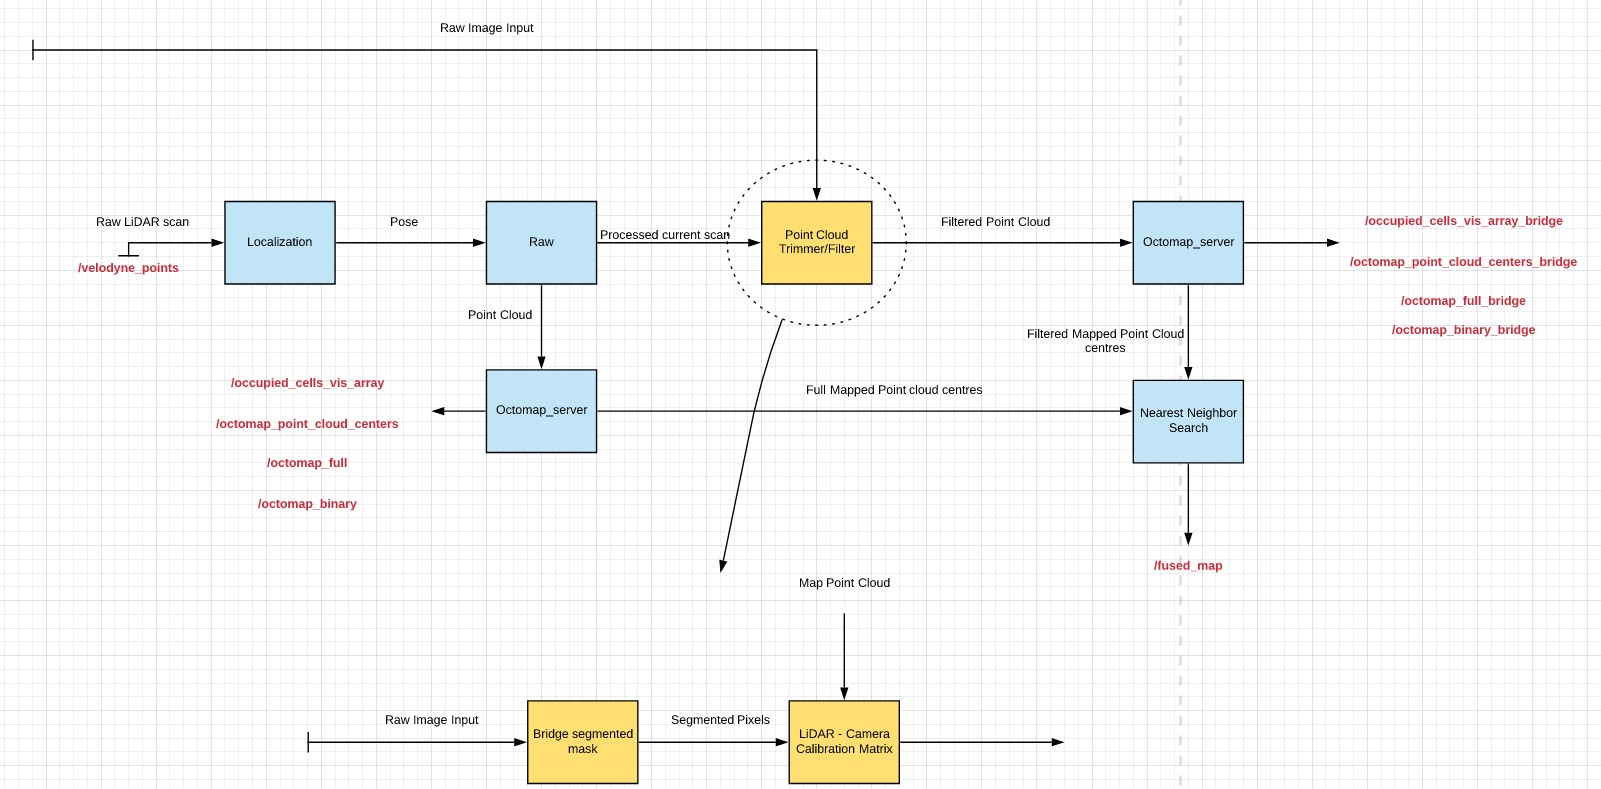 Raw Image Input
Raw LiDAR scan
/velodyne_points
Localization
Pose
Raw
Processed current scan
Point Cloud
Trimmer/Filter
Filtered Point Cloud
Octomap_server
/occupied_cells_vis_array_bridge
/octomap_point_cloud_centers_bridge
/octomap_full_bridge
/octomap_binary_bridge
Point Cloud
Filtered Mapped Point Cloud
centres
/occupied_cells_vis_array
/octomap_point_cloud_centers
/octomap_full
/octomap_binary
Octomap_server
Full Mapped Point cloud centres
Nearest Neighbor
Search
/fused_map
Map Point Cloud
Raw Image Input
Bridge segmented
mask
Segmented Pixels
LiDAR - Camera
Calibration Matrix